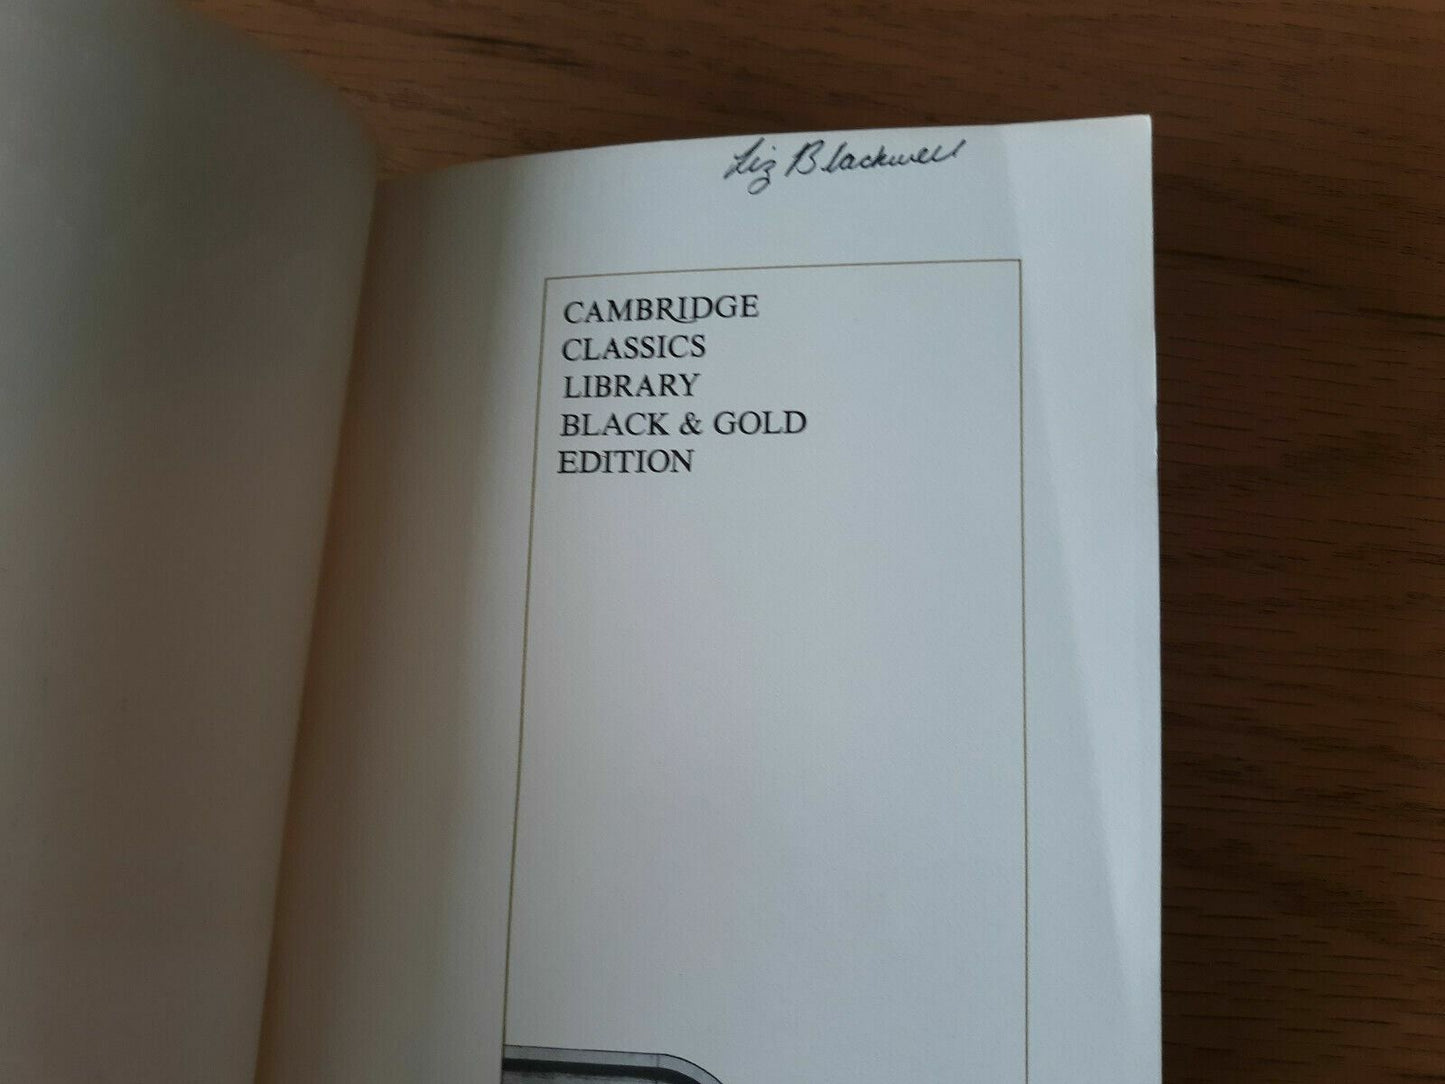 Liz Blackwell
CAMBRIDGE
CLASSICS
LIBRARY
BLACK & GOLD
EDITION